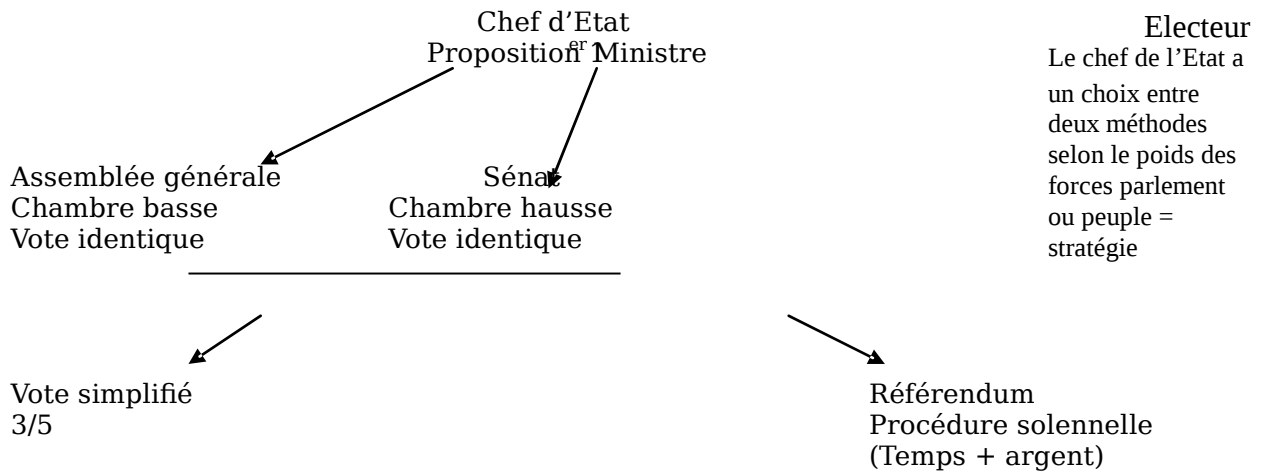 Chef d’Etat
Proposition 1er Ministre
Electeur
Le chef de l’Etat a
un choix entre
deux méthodes
selon le poids des
forces parlement
ou peuple =
stratégie
Assemblée générale
Chambre basse
Vote identique
Sénat
Chambre hausse
Vote identique
Vote simplifié
3/5
Référendum
Procédure solennelle
(Temps + argent)